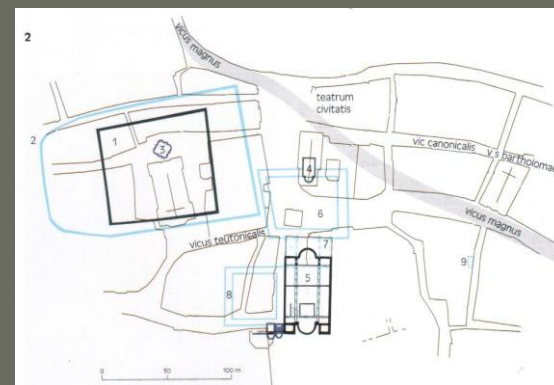 2
vicus magnus
teatrum
civitatis
2
1
3
vic canonicalis
v s bartholomaei
4
6
vicus magnus
vicus teutonicalis
7
9
5
8
0 50 100 m